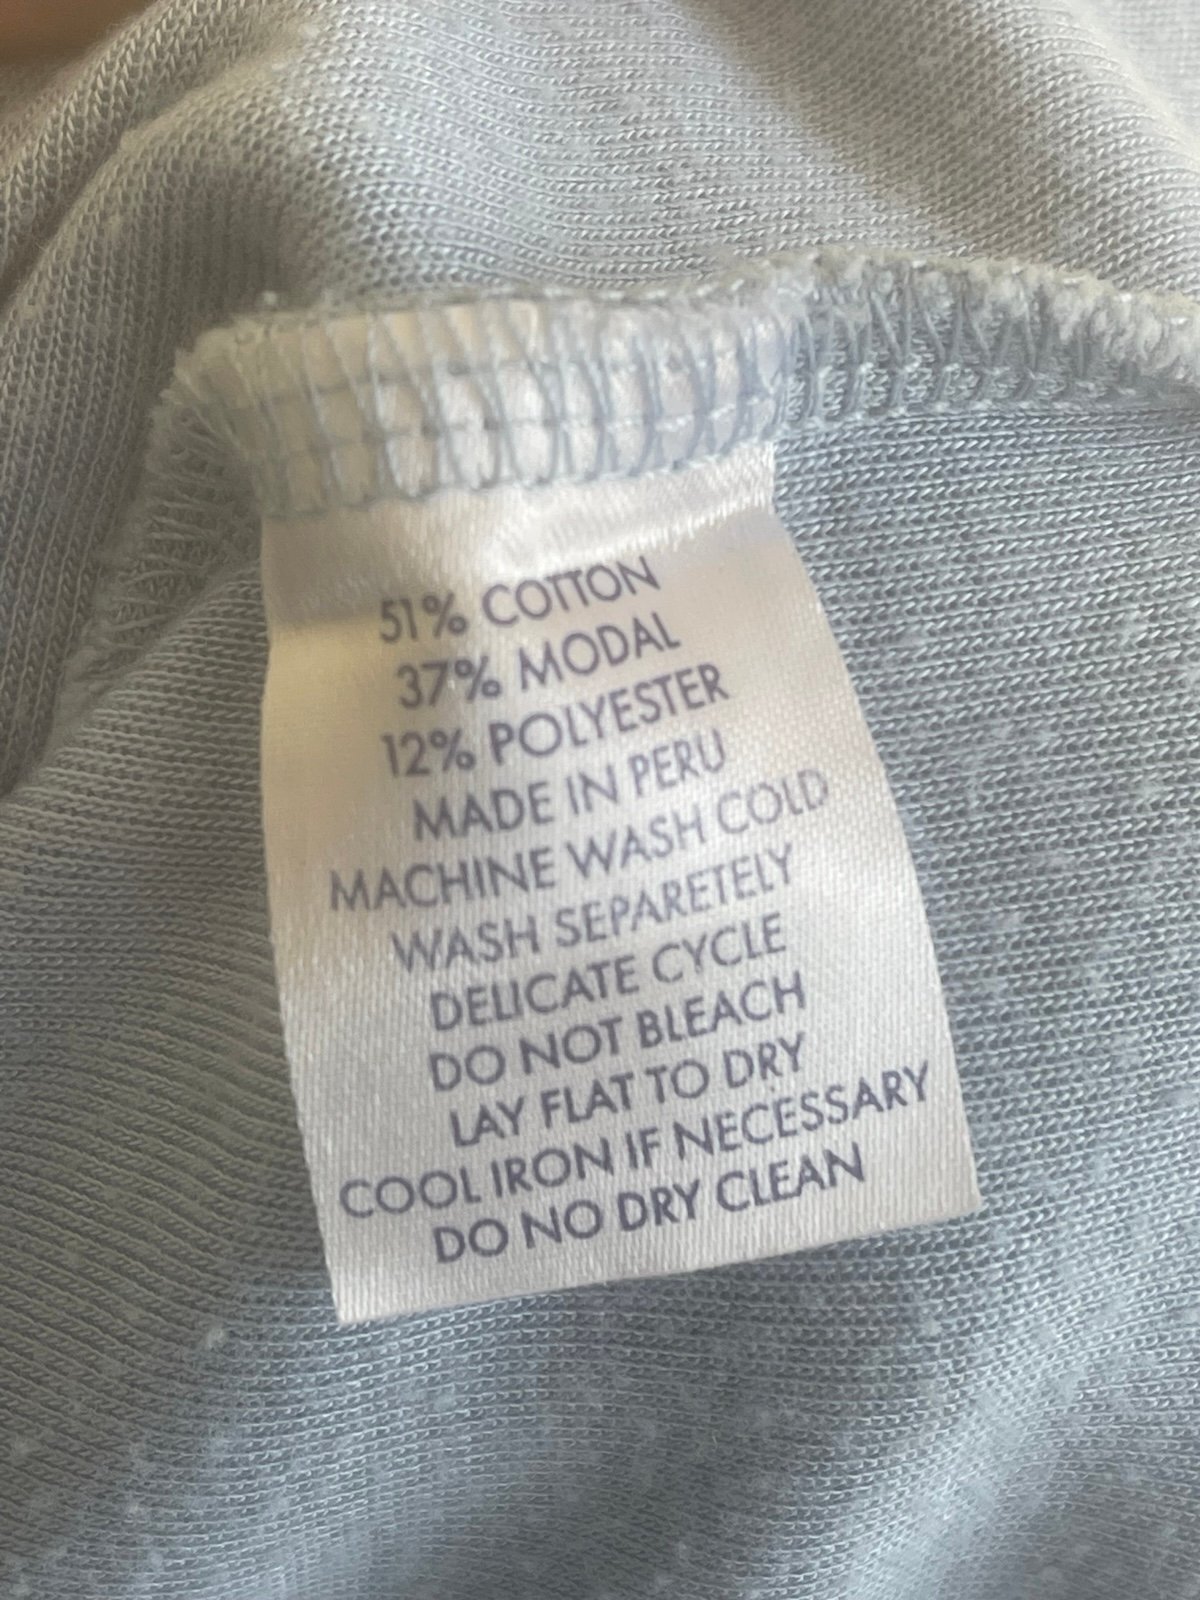 51% COTTON
37% MODAL
12% POLYESTER
MADE IN PERU
MACHINE WASH COLD
WASH SEPARETELY
DELICATE CYCLE
DO NOT BLEACH
LAY FLAT TO DRY
COOL IRON IF NECESSARY
DO NO DRY CLEAN